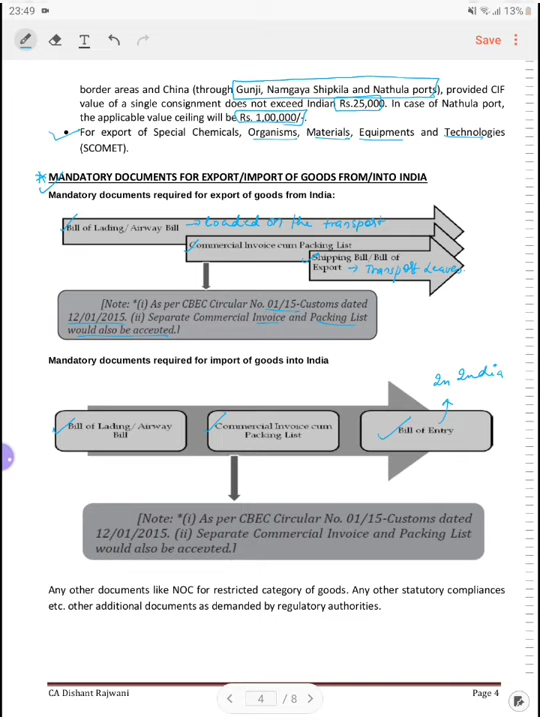 23:49
13%
T
Save
border areas and China (through Gunji, Namgaya Shipkila and Nathula ports), provided CIF
value of a single consignment does not exceed Indian Rs.25,000. In case of Nathula port,
the applicable value ceiling will be Rs. 1,00,000/-.
• For export of Special Chemicals, Organisms, Materials, Equipments and Technologies
(SCOMET).
* MANDATORY DOCUMENTS FOR EXPORT/IMPORT OF GOODS FROM/INTO INDIA
Mandatory documents required for export of goods from India:
Bill of Lading/Airway Bill → Loaded on the transport
Commercial Invoice cum Packing List
Shipping Bill/Bill of
Export → Transport leaves
[Note: *(i) As per CBEC Circular No. 01/15-Customs dated
12/01/2015. (ii) Separate Commercial Invoice and Packing List
would also be accepted.]
Mandatory documents required for import of goods into India
In India
Bill of Lading/Airway
Bill
Commercial Invoice cum
Packing List
Bill of Entry
[Note: *(i) As per CBEC Circular No. 01/15-Customs dated
12/01/2015. (ii) Separate Commercial Invoice and Packing List
would also be accepted.]
Any other documents like NOC for restricted category of goods. Any other statutory compliances
etc. other additional documents as demanded by regulatory authorities.
CA Dishant Rajwani
Page 4
< 4 / 8 >